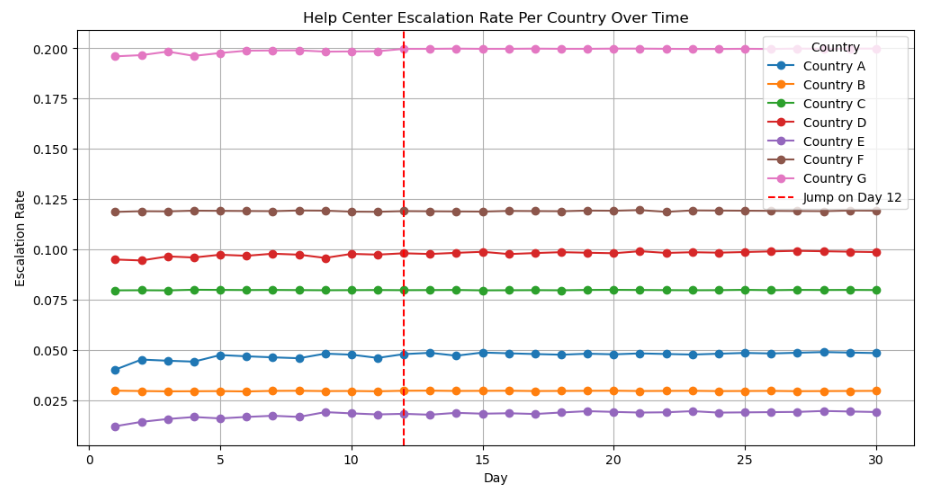 Help Center Escalation Rate Per Country Over Time
0.200
0.175
0.150
0.125
0.100
0.075
0.050
0.025
Escalation Rate
Country
Country A
Country B
Country C
Country D
Country E
Country F
Country G
Jump on Day 12
0 5 10 15 20 25 30
Day